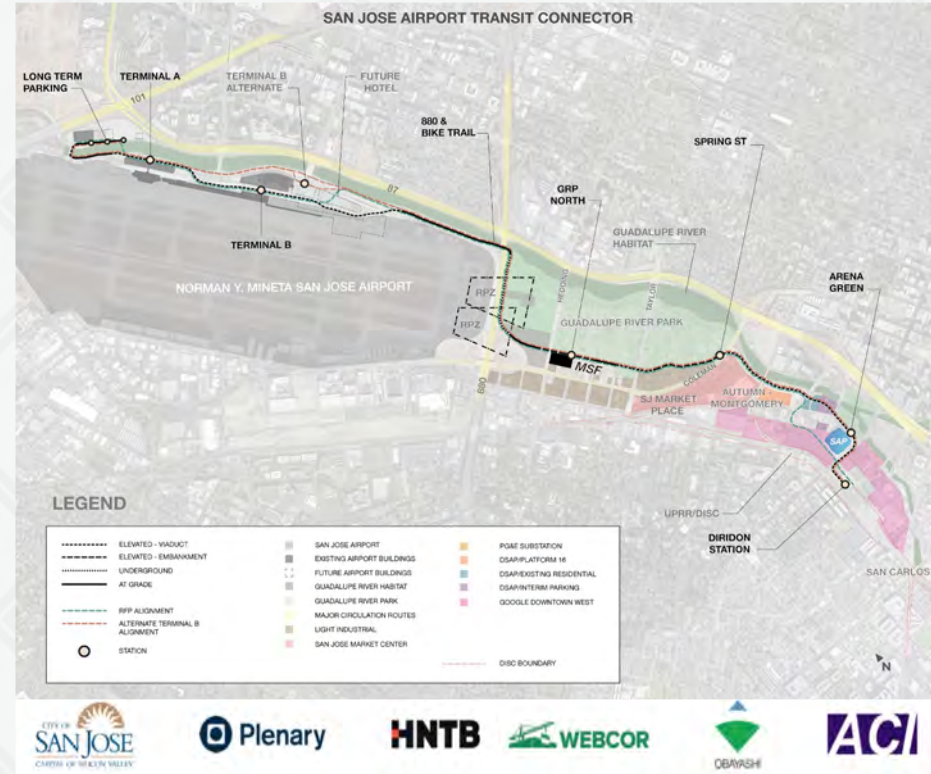 SAN JOSE AIRPORT TRANSIT CONNECTOR
LONG TERM
PARKING
TERMINAL A
TERMINAL B
ALTERNATE
FUTURE
HOTEL
101
880 &
BIKE TRAIL
SPRING ST
87
GRP
NORTH
GUADALUPE RIVER
HABITAT
TERMINAL B
ARENA
GREEN
NORMAN Y. MINETA SAN JOSE AIRPORT
RPZ
HEDDING
TAYLOR
RPZ
GUADALUPE RIVER PARK
MSF
COLEMAN
880
SJ MARKET
PLACE
AUTUMN -
MONTGOMERY
SAP
LEGEND
UPRR/DISC
DIRIDON
STATION
SAN CARLOS
ELEVATED - VIADUCT
ELEVATED - EMBANKMENT
UNDERGROUND
AT GRADE
RFP ALIGNMENT
ALTERNATE TERMINAL B
ALIGNMENT
STATION
SAN JOSE AIRPORT
EXISTING AIRPORT BUILDINGS
FUTURE AIRPORT BUILDINGS
GUADALUPE RIVER HABITAT
GUADALUPE RIVER PARK
MAJOR CIRCULATION ROUTES
LIGHT INDUSTRIAL
SAN JOSE MARKET CENTER
PG&E SUBSTATION
DSAP/PLATFORM 16
DSAP/EXISTING RESIDENTIAL
DSAP/INTERIM PARKING
GOOGLE DOWNTOWN WEST
DISC BOUNDARY
N
CITY OF
SAN JOSE
CAPITAL OF SILICON VALLEY
Plenary
HNTB
WEBCOR
OBAYASHI
ACI